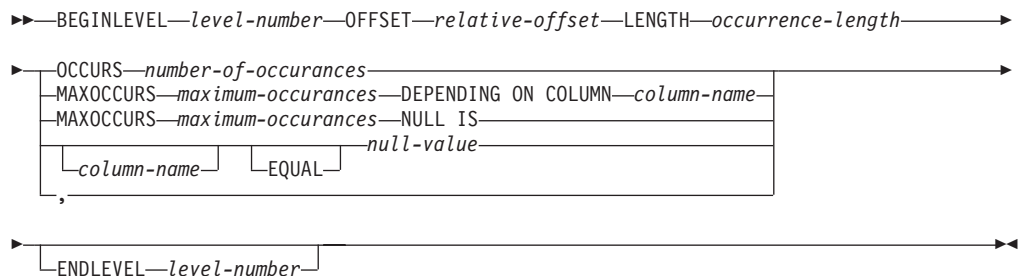 BEGINLEVEL level-number OFFSET relative-offset LENGTH occurrence-length
OCCURS number-of-occurances
MAXOCCURS maximum-occurances DEPENDING ON COLUMN column-name
MAXOCCURS maximum-occurances NULL IS
null-value
column-name EQUAL
,
ENDLEVEL level-number